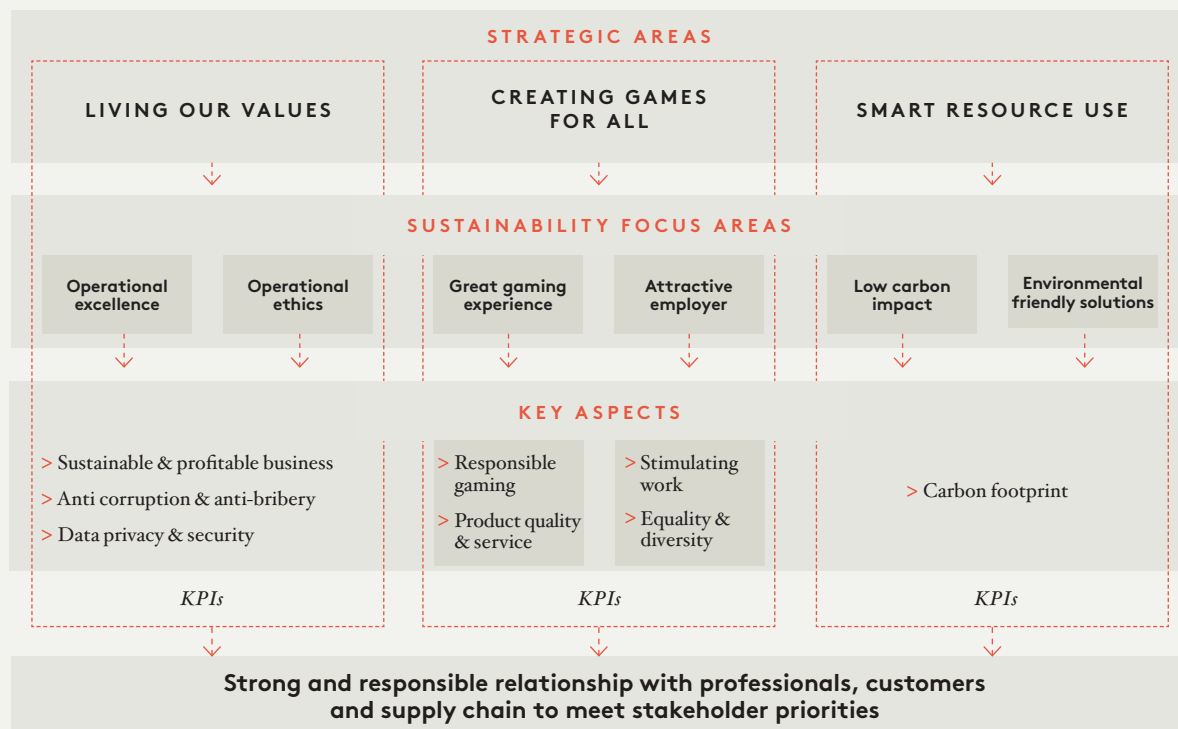 STRATEGIC AREAS
LIVING OUR VALUES
CREATING GAMES
FOR ALL
SMART RESOURCE USE
SUSTAINABILITY FOCUS AREAS
Operational
excellence
Operational
ethics
Great gaming
experience
Attractive
employer
Low carbon
impact
Environmental
friendly solutions
KEY ASPECTS
> Sustainable & profitable business
> Anti corruption & anti-bribery
> Data privacy & security
> Responsible
gaming
> Product quality
& service
> Stimulating
work
> Equality &
diversity
> Carbon footprint
KPIs
KPIs
KPIs
Strong and responsible relationship with professionals, customers
and supply chain to meet stakeholder priorities